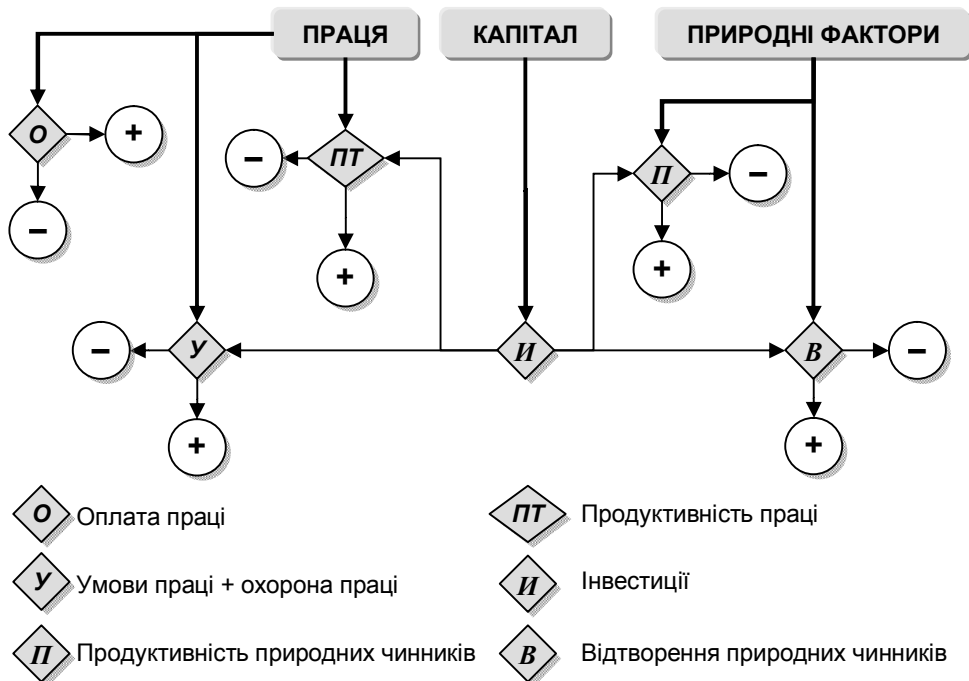 ПРАЦЯ КАПІТАЛ ПРИРОДНІ ФАКТОРИ
О + ПТ − П −
−
+ +
− У И В −
+ +
О Оплата праці
ПТ Продуктивність праці
У Умови праці + охорона праці
И Інвестиції
П Продуктивність природних чинників
В Відтворення природних чинників